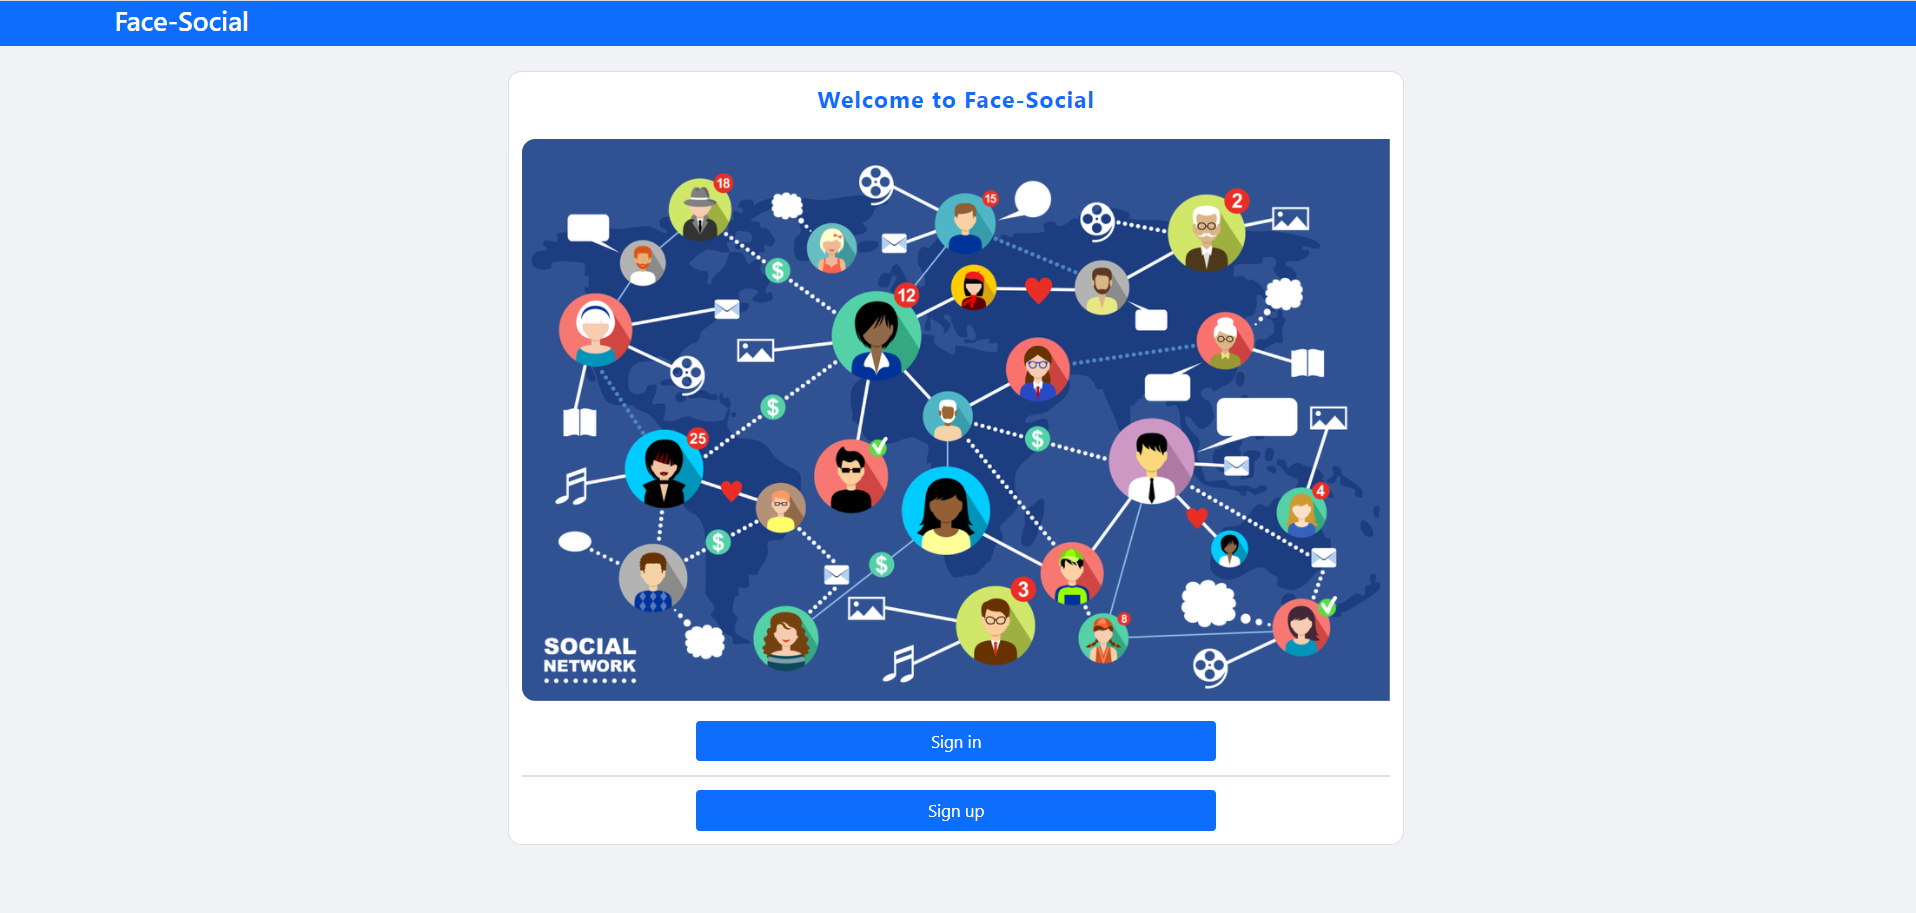 Face-Social
Welcome to Face-Social
18
15
2
12
$
$
25
$
4
$
$
3
8
SOCIAL
NETWORK
Sign in
Sign up